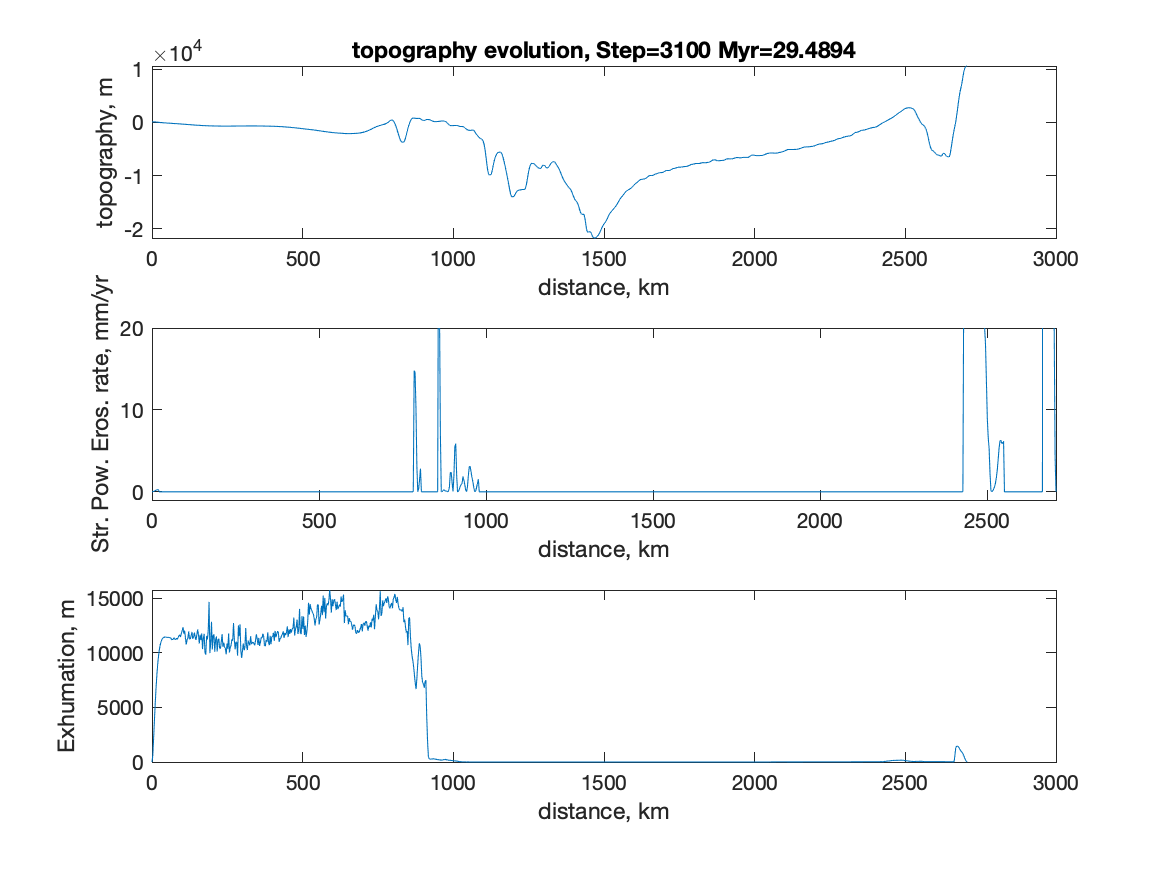 ×10^4
topography evolution, Step=3100 Myr=29.4894
topography, m
1
0
-1
-2
0 500 1000 1500 2000 2500 3000
distance, km
Str. Pow. Eros. rate, mm/yr
20
10
0
0 500 1000 1500 2000 2500
distance, km
Exhumation, m
15000
10000
5000
0
0 500 1000 1500 2000 2500 3000
distance, km